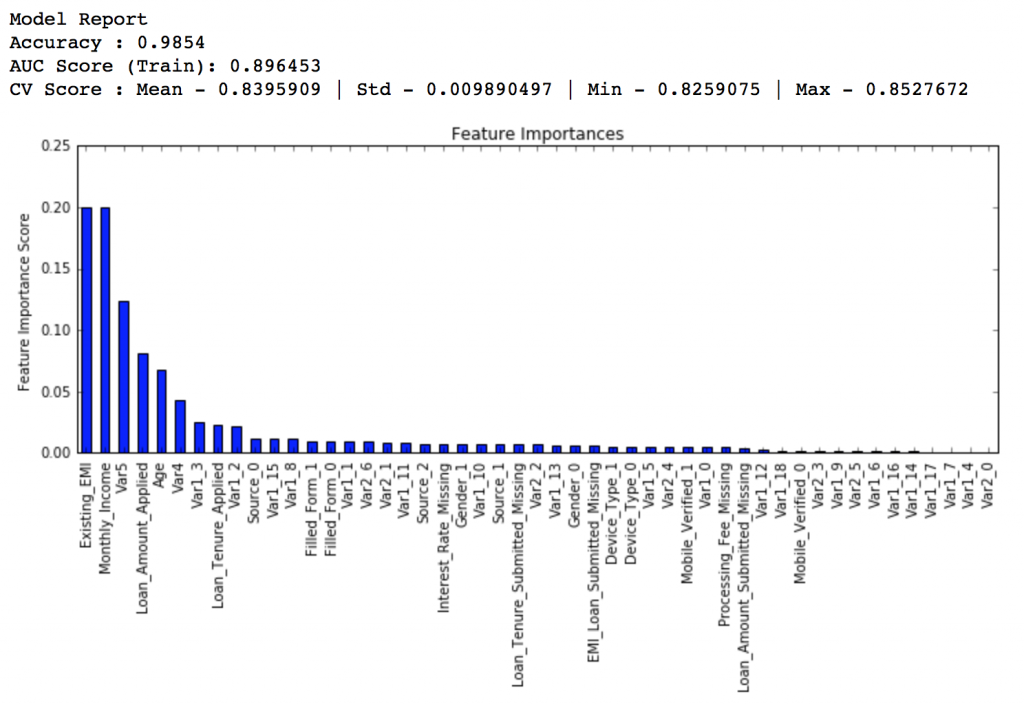 Model Report
Accuracy : 0.9854
AUC Score (Train): 0.896453
CV Score : Mean - 0.8395909 | Std - 0.009890497 | Min - 0.8259075 | Max - 0.8527672
Feature Importances
Feature Importance Score
0.25
0.20
0.15
0.10
0.05
0.00
Existing_EMI
Monthly_Income
Var5
Loan_Amount_Applied
Age
Var4
Var1_3
Loan_Tenure_Applied
Var1_2
Source_0
Var1_15
Var1_8
Filled_Form_1
Filled_Form_0
Var1_1
Var2_6
Var2_1
Var1_11
Source_2
Interest_Rate_Missing
Gender_1
Var1_10
Source_1
Loan_Tenure_Submitted_Missing
Var2_2
Var1_13
Gender_0
EMI_Loan_Submitted_Missing
Device_Type_1
Device_Type_0
Var1_5
Var2_4
Mobile_Verified_1
Var1_0
Processing_Fee_Missing
Loan_Amount_Submitted_Missing
Var1_12
Var1_18
Mobile_Verified_0
Var2_3
Var1_9
Var2_5
Var1_6
Var1_16
Var1_14
Var1_17
Var1_7
Var1_4
Var2_0